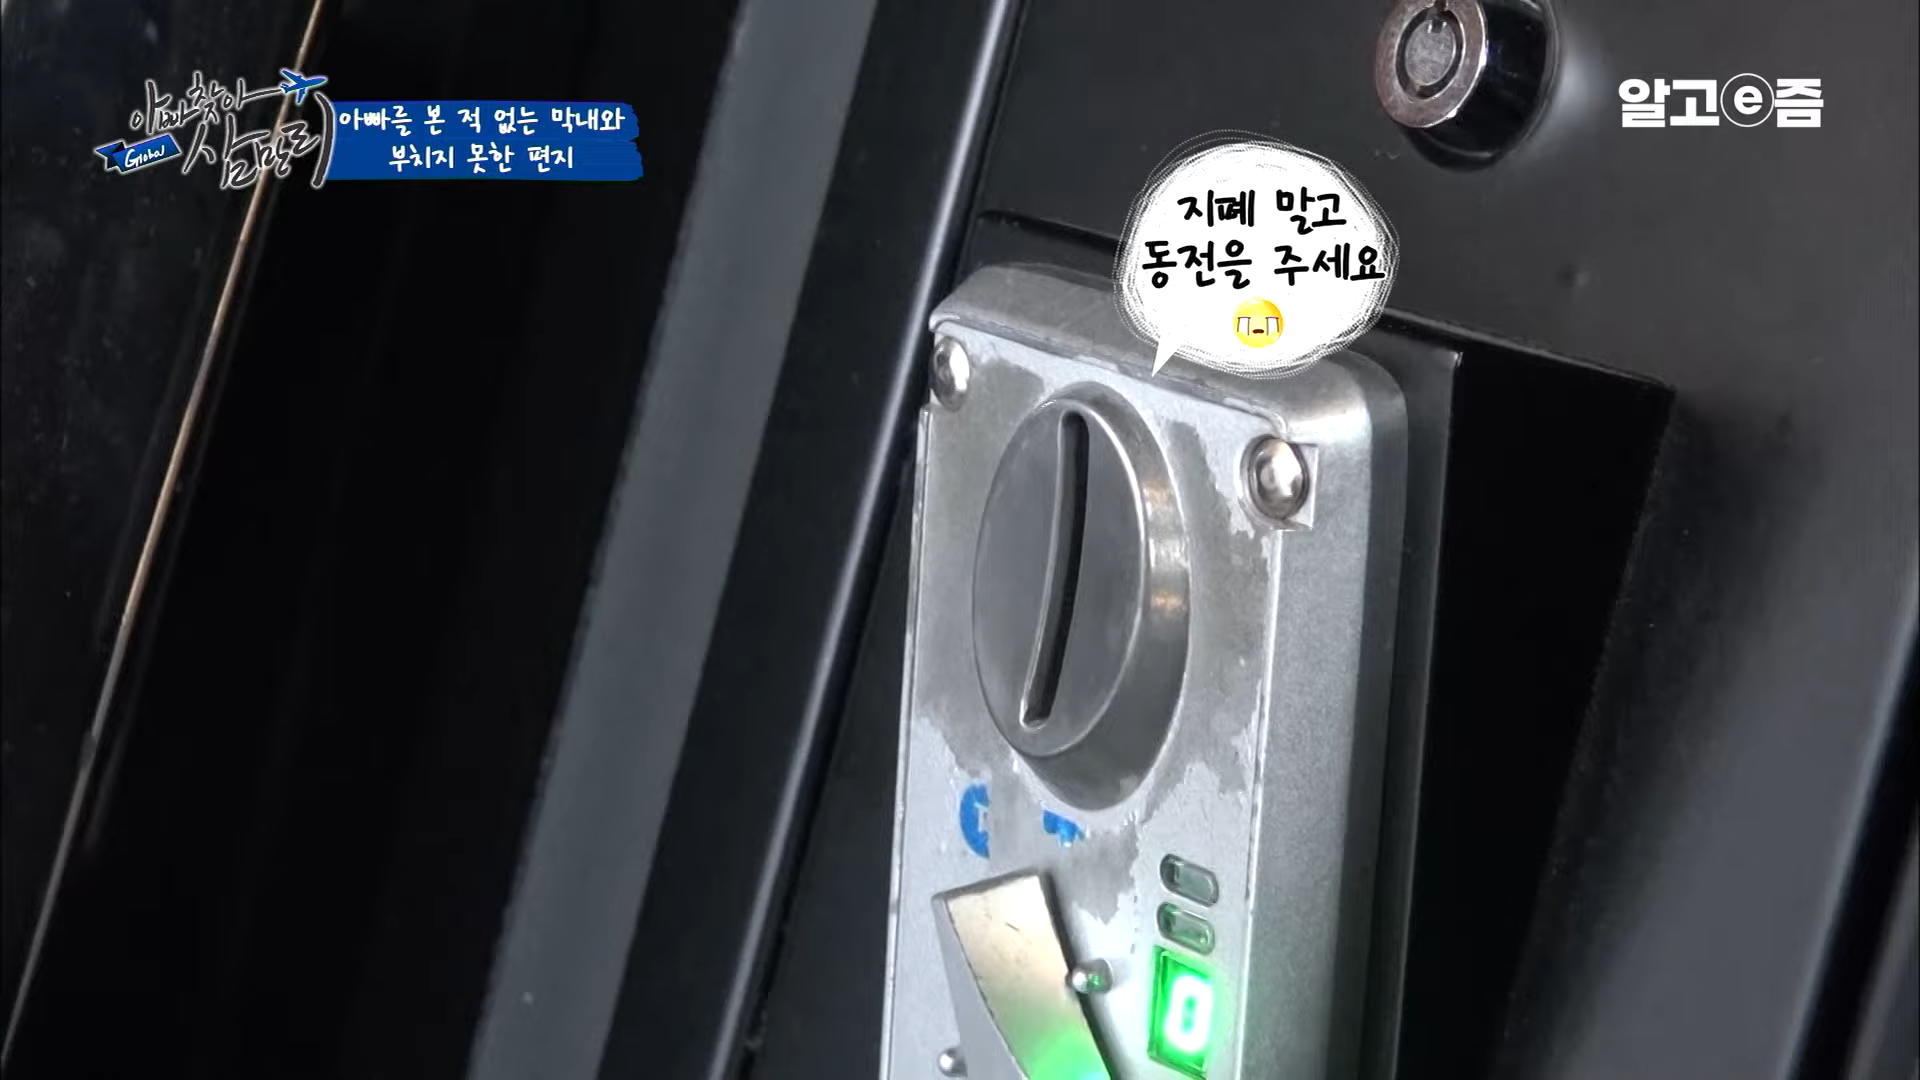 아빠찾아
Global 삼만리
아빠를 본 적 없는 막내와
부치지 못한 편지
알고e즘
지폐 말고
동전을 주세요
0